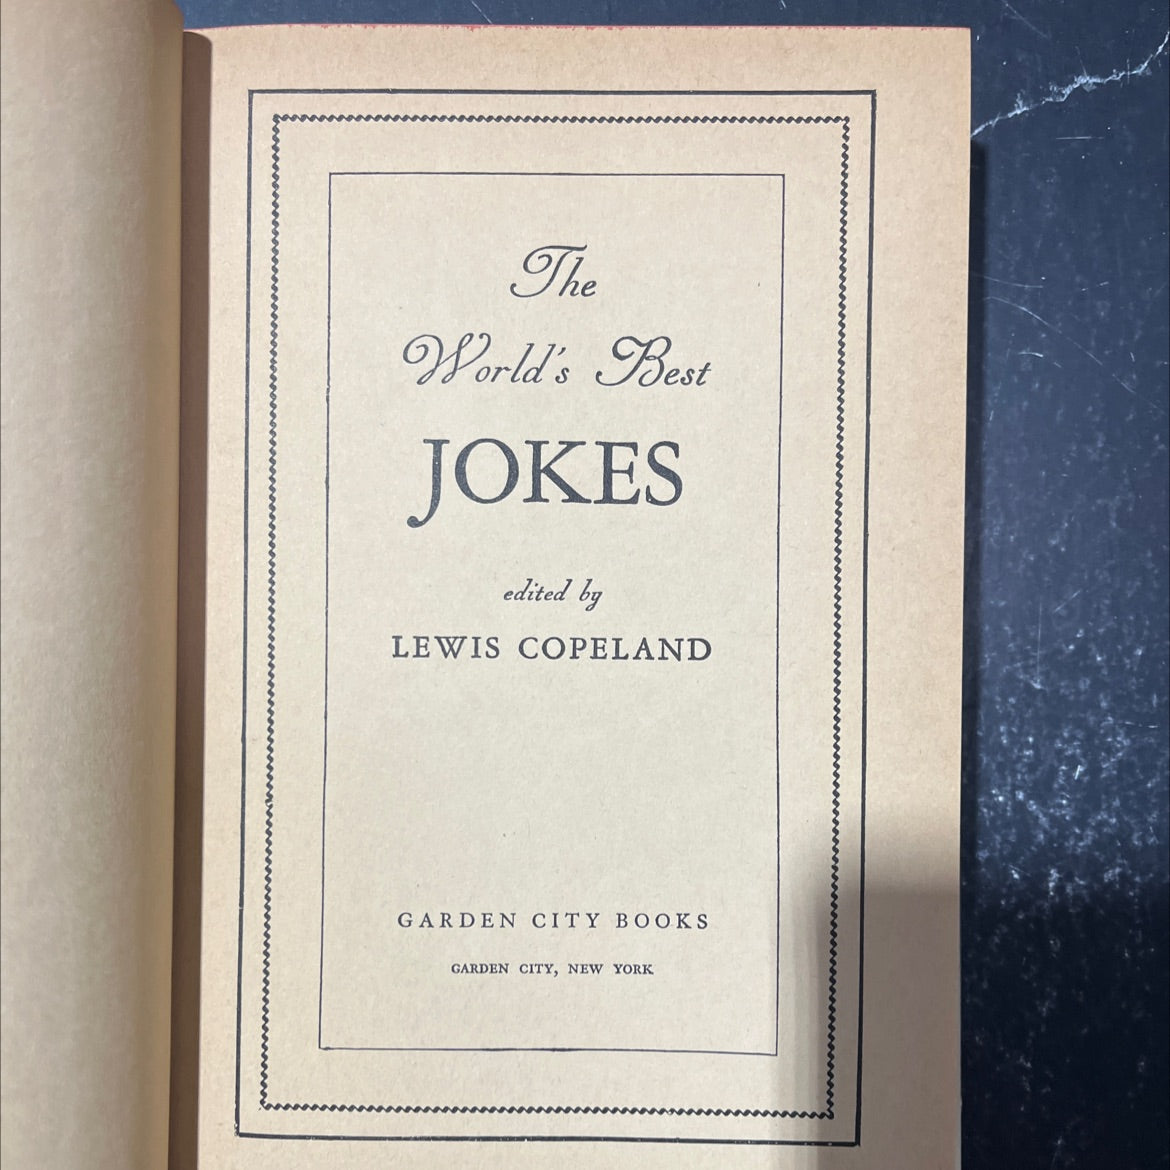 The
World's Best
JOKES
edited by
LEWIS COPELAND
GARDEN CITY BOOKS
GARDEN CITY, NEW YORK